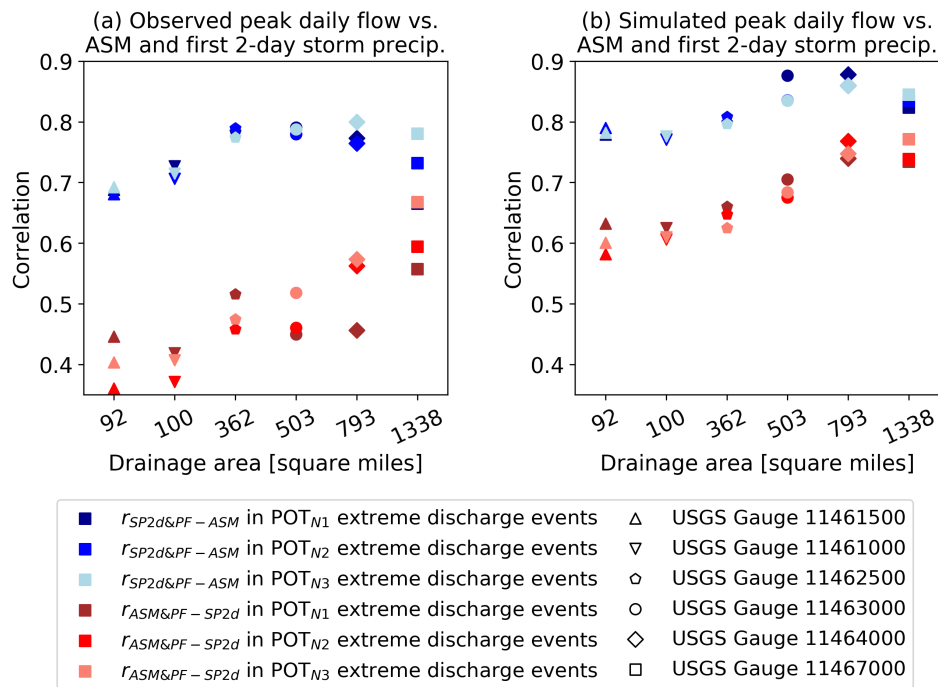 (a) Observed peak daily flow vs.
ASM and first 2-day storm precip.
0.9
0.8
0.7
0.6
0.5
0.4
Correlation
92
100
362
503
793
1338
Drainage area [square miles]
(b) Simulated peak daily flow vs.
ASM and first 2-day storm precip.
0.9
0.8
0.7
0.6
0.5
0.4
Correlation
92
100
362
503
793
1338
Drainage area [square miles]
r_{SP2d&PF−ASM} in POT_{N1} extreme discharge events
r_{SP2d&PF−ASM} in POT_{N2} extreme discharge events
r_{SP2d&PF−ASM} in POT_{N3} extreme discharge events
r_{ASM&PF−SP2d} in POT_{N1} extreme discharge events
r_{ASM&PF−SP2d} in POT_{N2} extreme discharge events
r_{ASM&PF−SP2d} in POT_{N3} extreme discharge events
USGS Gauge 11461500
USGS Gauge 11461000
USGS Gauge 11462500
USGS Gauge 11463000
USGS Gauge 11464000
USGS Gauge 11467000